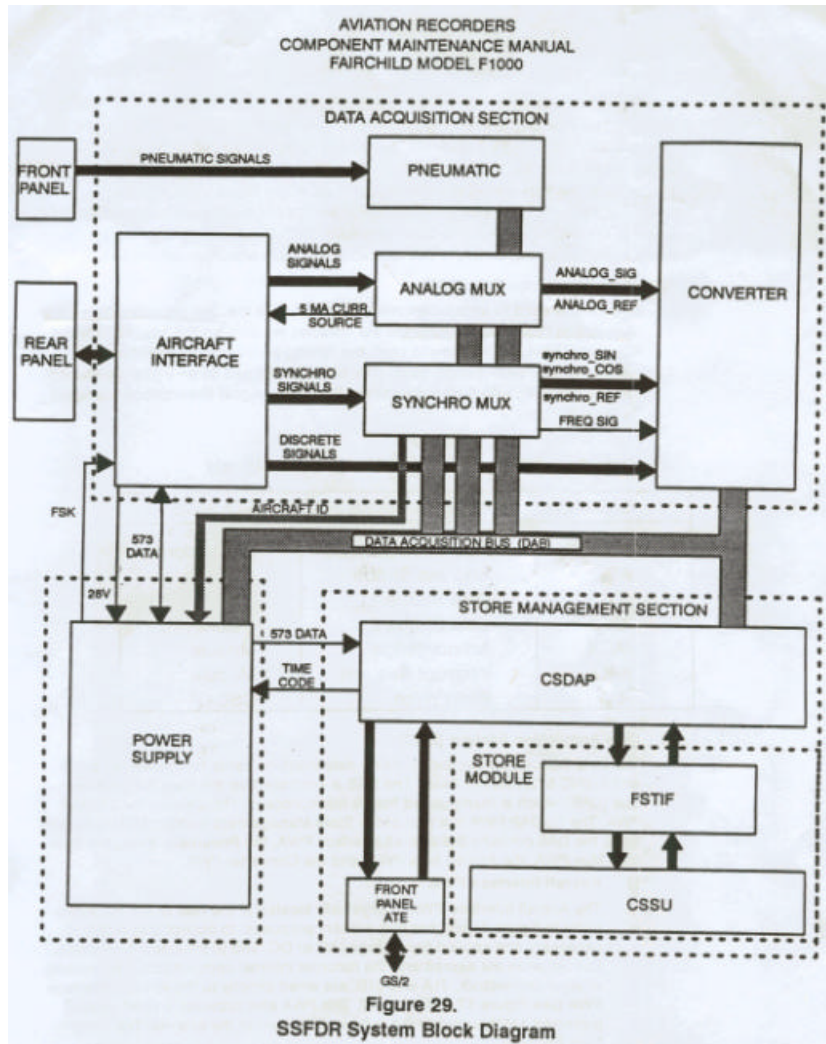 AVIATION RECORDERS
COMPONENT MAINTENANCE MANUAL
FAIRCHILD MODEL F1000
DATA ACQUISITION SECTION
FRONT
PANEL
PNEUMATIC SIGNALS
PNEUMATIC
REAR
PANEL
AIRCRAFT
INTERFACE
ANALOG
SIGNALS
5 MA CURR
SOURCE
ANALOG MUX
ANALOG_SIG
ANALOG_REF
CONVERTER
SYNCHRO
SIGNALS
SYNCHRO MUX
synchro_SIN
synchro_COS
synchro_REF
FREQ SIG
DISCRETE
SIGNALS
FSK
573
DATA
AIRCRAFT ID
DATA ACQUISITION BUS (DAB)
28V
STORE MANAGEMENT SECTION
573 DATA
TIME
CODE
CSDAP
POWER
SUPPLY
STORE
MODULE
FSTIF
CSSU
FRONT
PANEL
ATE
GS/2
Figure 29.
SSFDR System Block Diagram